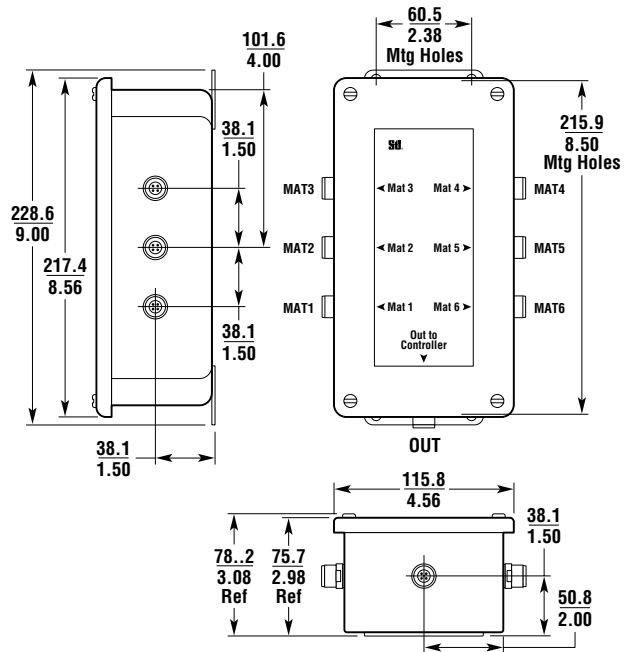 60.5
2.38
Mtg Holes
101.6
4.00
38.1
1.50
215.9
8.50
Mtg Holes
Sti.
MAT3
Mat 3 Mat 4
MAT4
228.6
9.00
MAT2
Mat 2 Mat 5
MAT5
217.4
8.56
MAT1
Mat 1 Mat 6
MAT6
38.1
1.50
Out to
Controller
38.1
1.50
OUT
115.8
4.56
38.1
1.50
78..2
3.08
Ref
75.7
2.98
Ref
50.8
2.00